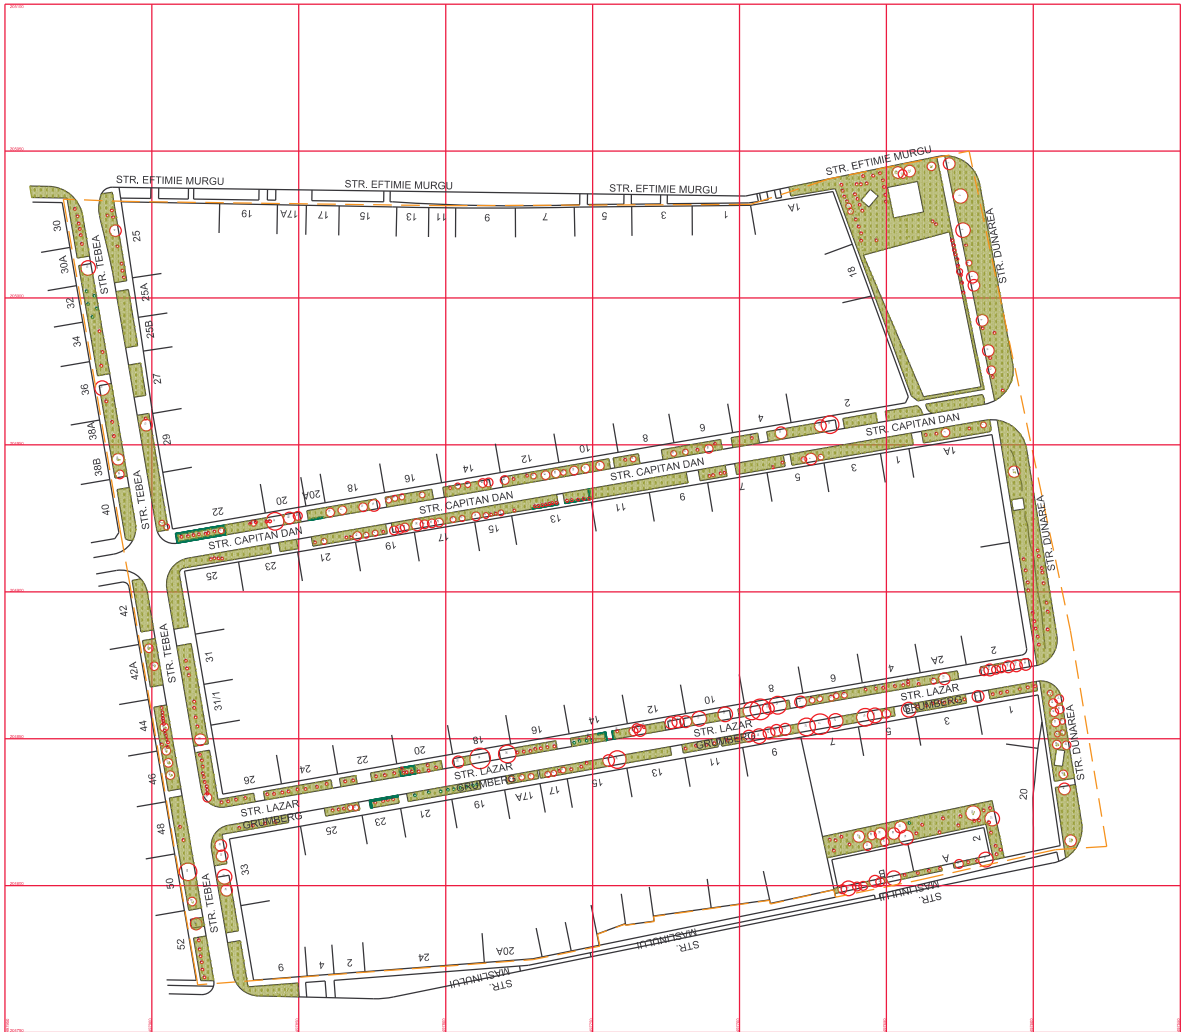 STR. EFTIMIE MURGU
STR. EFTIMIE MURGU
STR. EFTIMIE MURGU
STR. EFTIMIE MURGU
19
17A
17
15
13
11
9
7
5
3
1
1A
18
STR. DUNAREA
30
30A
32
34
36
38A
38B
40
STR. TEBEA
25
25A
25B
27
29
STR. TEBEA
22
20
20A
18
16
14
12
10
8
6
4
2
STR. CAPITAN DAN
STR. CAPITAN DAN
STR. CAPITAN DAN
STR. CAPITAN DAN
25
23
21
19
17
15
13
11
9
7
5
3
1
1A
STR. DUNAREA
42
42A
44
46
48
50
52
STR. TEBEA
31
31/1
26
24
22
20
18
16
14
12
10
8
6
4
2A
2
STR. LAZAR
GRUMBERG
STR. LAZAR
GRUMBERG
STR. LAZAR
GRUMBERG
STR. LAZAR
GRUMBERG
25
23
21
19
17A
17
15
13
11
9
7
5
3
1
STR. DUNAREA
20
2
A
B
33
STR. TEBEA
6
4
2
24
20A
STR.
MASLINULUI
STR.
MASLINULUI
STR.
MASLINULUI